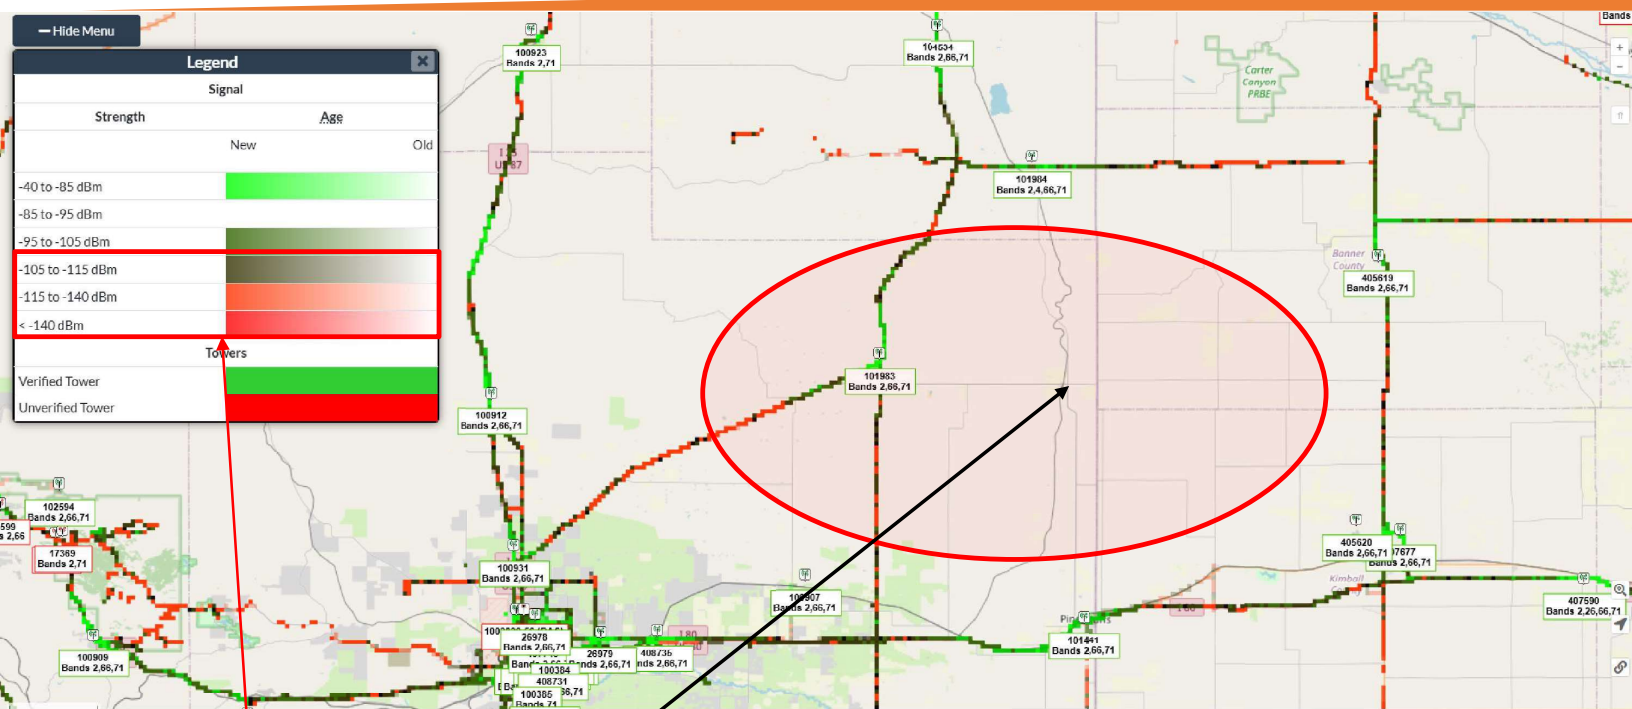 Hide Menu
Legend
Signal
Strength
Age
New
Old
-40 to -85 dBm
-85 to -95 dBm
-95 to -105 dBm
-105 to -115 dBm
-115 to -140 dBm
< -140 dBm
Towers
Verified Tower
Unverified Tower
100923
Bands 2,71
Bands 2,66,71
Bands
Carter
Canyon
PRBE
101984
Bands 2,4,66,71
Banner
County
405619
Bands 2,66,71
101983
Bands 2,66,71
100912
Bands 2,66,71
102594
Bands 2,66,71
17369
Bands 2,71
100931
Bands 2,66,71
Bands 2,66,71
405620
Bands 2,66,71
Bands 2,66,71
Kimball
407590
Bands 2,26,66,71
101441
Bands 2,66,71
26978
Bands 2,66,71
26979
408735
I 80
100909
Bands 2,66,71
100384
408731
100385
Bands 71